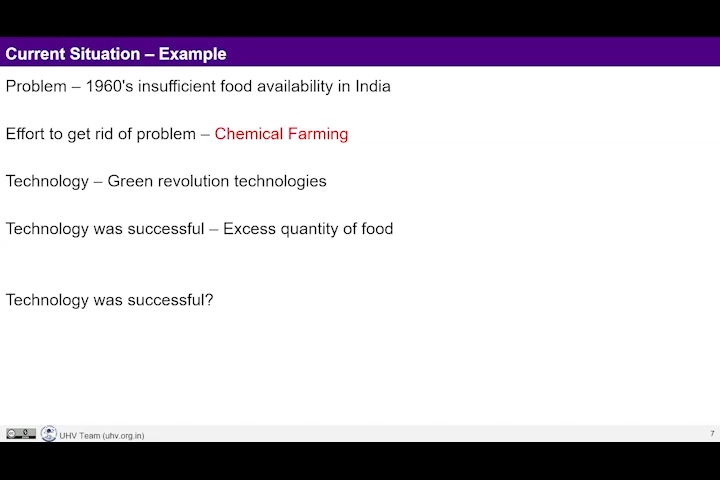 Current Situation – Example
Problem – 1960's insufficient food availability in India
Effort to get rid of problem – Chemical Farming
Technology – Green revolution technologies
Technology was successful – Excess quantity of food
Technology was successful?
UHV Team (uhv.org.in)
7